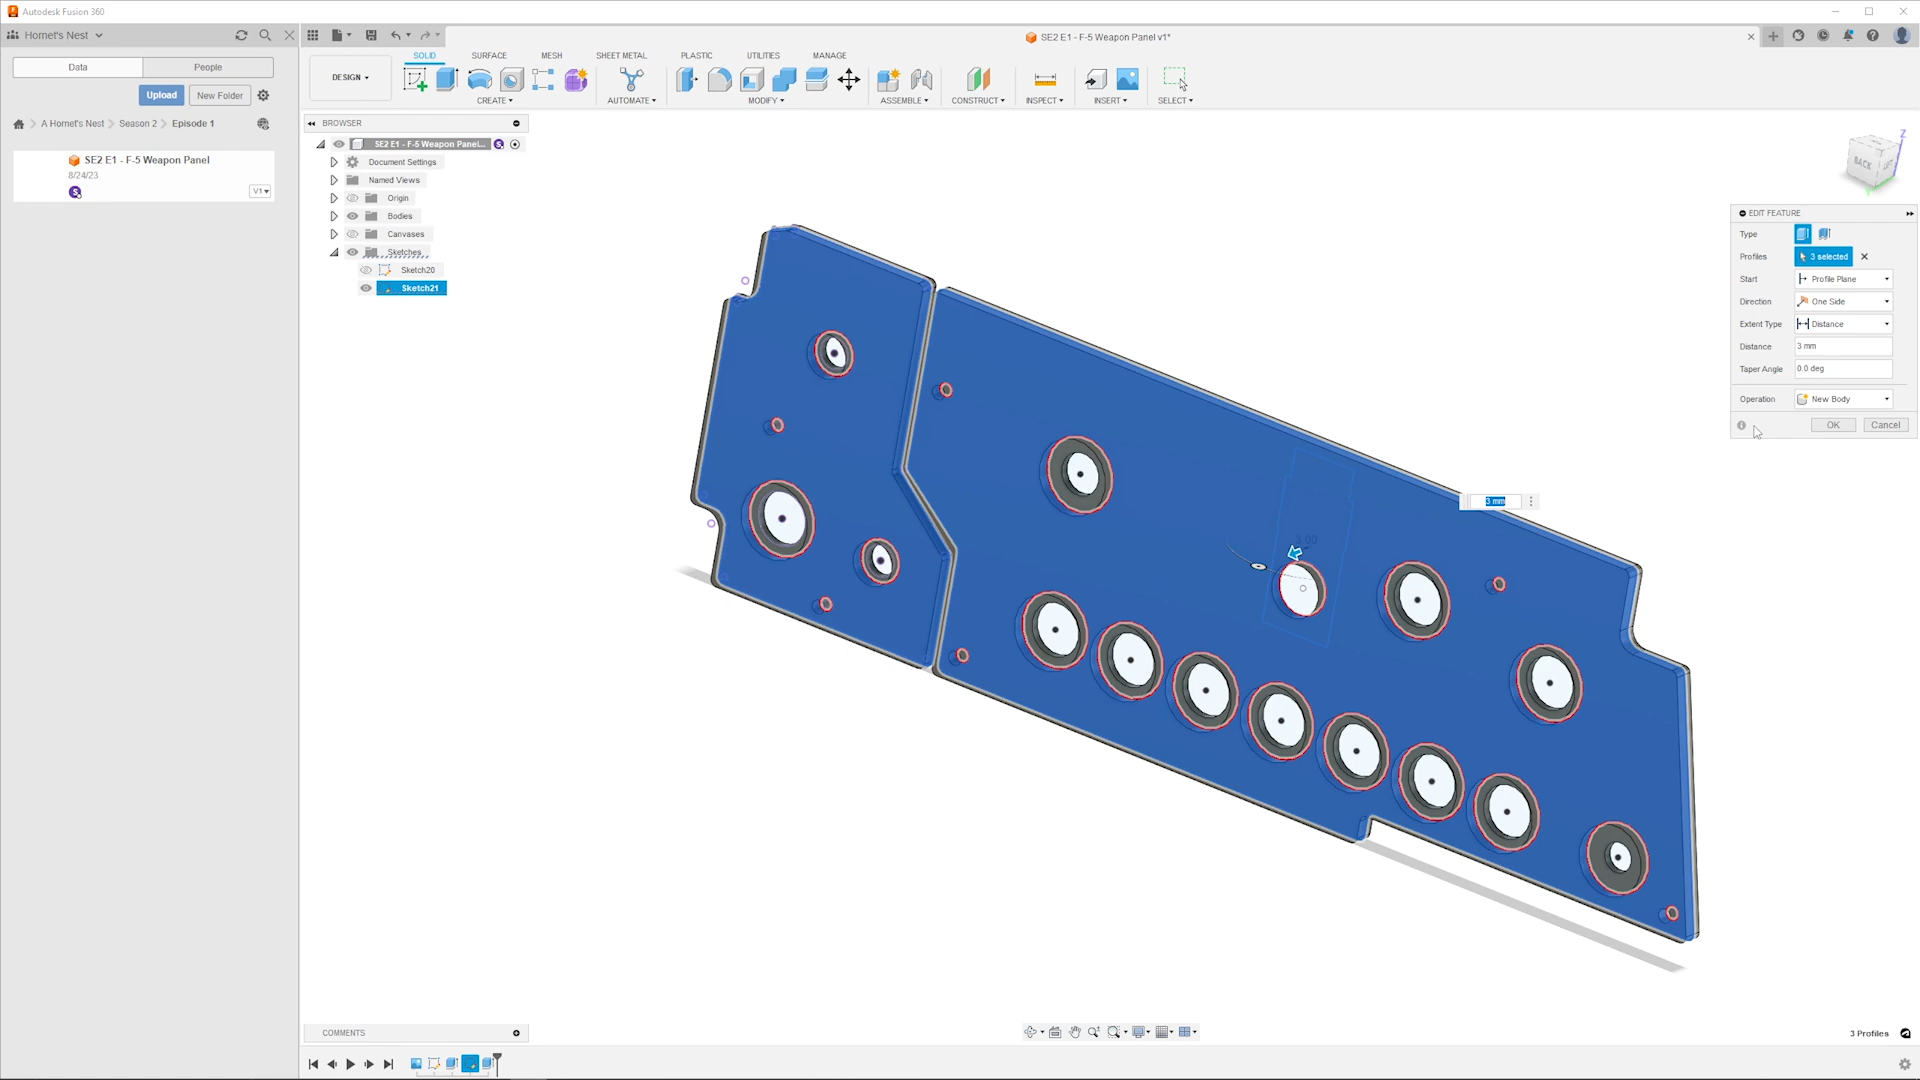 Autodesk Fusion 360
Hornet's Nest
SE2 E1 - F-5 Weapon Panel v1*
Data
People
Upload
New Folder
A Hornet's Nest
Season 2
Episode 1
SE2 E1 - F-5 Weapon Panel
8/24/23
S
V1
SOLID
SURFACE
MESH
SHEET METAL
PLASTIC
UTILITIES
MANAGE
DESIGN
CREATE
AUTOMATE
MODIFY
ASSEMBLE
CONSTRUCT
INSPECT
INSERT
SELECT
BROWSER
SE2 E1 - F-5 Weapon Panel...
S
Document Settings
Named Views
Origin
Bodies
Canvases
Sketches
Sketch20
Sketch21
Z
BACK
EDIT FEATURE
Type
Profiles
3 selected
Start
Profile Plane
Direction
One Side
Extent Type
Distance
Distance
3 mm
Taper Angle
0.0 deg
Operation
New Body
OK
Cancel
3 mm
3.00
COMMENTS
3 Profiles